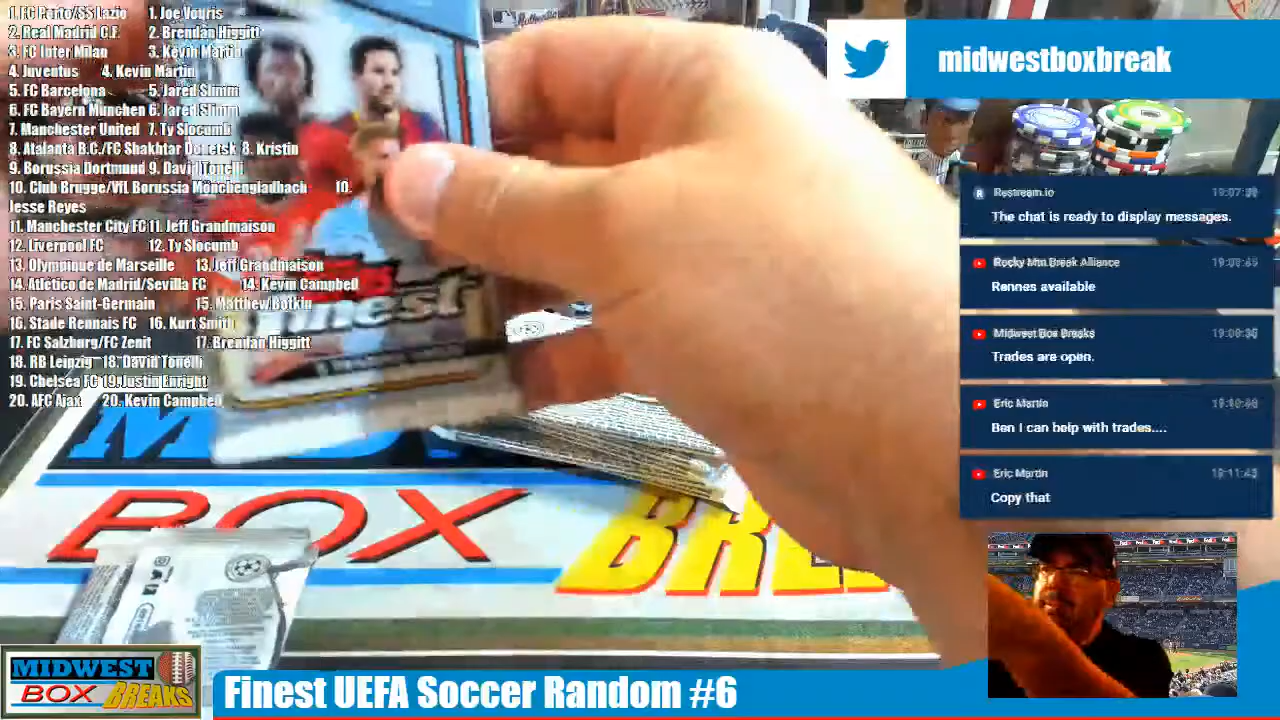 1. FC Porto/SS Lazio 1. Joe Vouris
2. Real Madrid C.F. 2. Brendan Higgitt
3. FC Inter Milan 3. Kevin Martin
4. Juventus 4. Kevin Martin
5. FC Barcelona 5. Jared Slimm
6. FC Bayern Munchen 6. Jared Slimm
7. Manchester United 7. Ty Slocumb
8. Atalanta B.C./FC Shakhtar Donetsk 8. Kristin
9. Borussia Dortmund 9. David Tonelli
10. Club Brugge/VfL Borussia Monchengladbach 10.
Jesse Reyes
11. Manchester City FC 11. Jeff Grandmaison
12. Liverpool FC 12. Ty Slocumb
13. Olympique de Marseille 13. Jeff Grandmaison
14. Atletico de Madrid/Sevilla FC 14. Kevin Campbell
15. Paris Saint-Germain 15. Matthew Botkin
16. Stade Rennais FC 16. Kurt Smith
17. FC Salzburg/FC Zenit 17. Brendan Higgitt
18. RB Leipzig 18. David Tonelli
19. Chelsea FC 19. Justin Enright
20. AFC Ajax 20. Kevin Campbell
finest
midwestboxbreak
Restream.io
The chat is ready to display messages.
Rocky Mtn Break Alliance
Rennes available
Midwest Box Breaks
Trades are open.
Eric Martin
Ben I can help with trades....
Eric Martin
Copy that
BOX
MIDWEST
BOX BREAKS
Finest UEFA Soccer Random #6